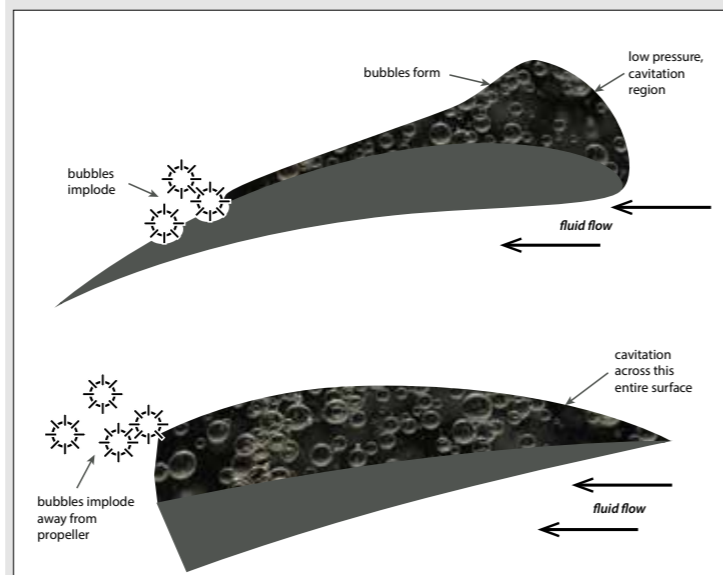 bubbles form
low pressure,
cavitation
region
bubbles
implode
fluid flow
cavitation
across this
entire surface
bubbles implode
away from
propeller
fluid flow